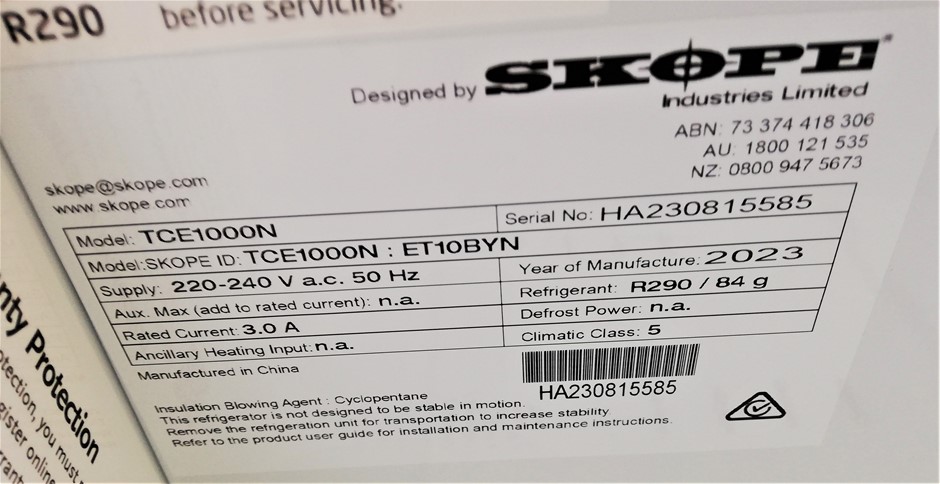 R290 before servicing.
Designed by SKOPE
Industries Limited
ABN: 73 374 418 306
AU: 1800 121 535
NZ: 0800 947 5673
skope@skope.com
www.skope.com
Model: TCE1000N
Serial No: HA230815585
Model:SKOPE ID: TCE1000N : ET10BYN
Supply: 220-240 V a.c. 50 Hz
Year of Manufacture: 2023
Aux. Max (add to rated current): n.a.
Refrigerant: R290 / 84 g
Rated Current: 3.0 A
Defrost Power: n.a.
Ancillary Heating Input: n.a.
Climatic Class: 5
Manufactured in China
HA230815585
Insulation Blowing Agent : Cyclopentane
This refrigerator is not designed to be stable in motion.
Remove the refrigeration unit for transportation to increase stability
Refer to the product user guide for installation and maintenance instructions.
Protection
you must
online